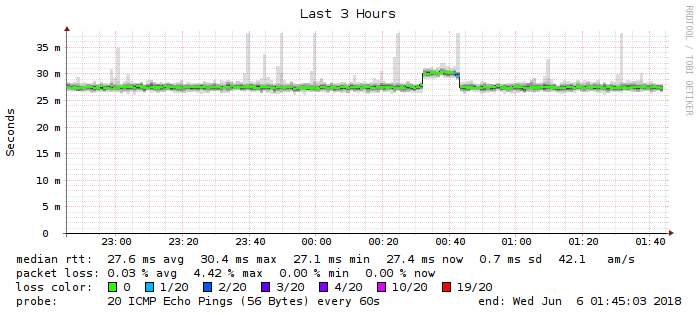 Last 3 Hours
RRDTOOL / TOBI OETIKER
Seconds
35 m
30 m
25 m
20 m
15 m
10 m
5 m
0
23:00 23:20 23:40 00:00 00:20 00:40 01:00 01:20 01:40
median rtt: 27.6 ms avg 30.4 ms max 27.1 ms min 27.4 ms now 0.7 ms sd 42.1 am/s
packet loss: 0.03 % avg 4.42 % max 0.00 % min 0.00 % now
loss color: 0 1/20 2/20 3/20 4/20 10/20 19/20
probe: 20 ICMP Echo Pings (56 Bytes) every 60s end: Wed Jun 6 01:45:03 2018